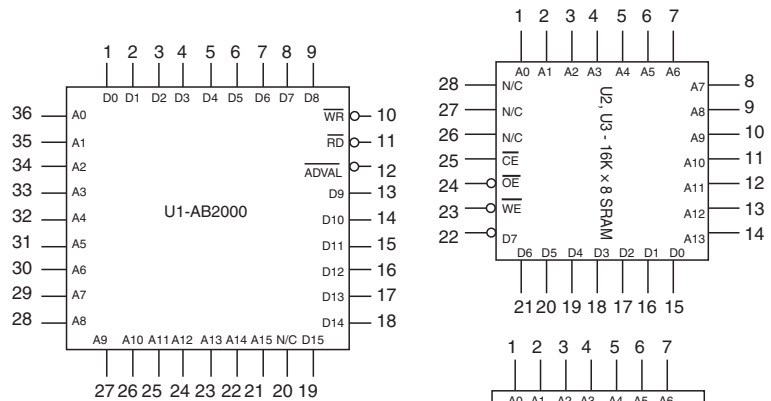 1 2 3 4 5 6 7 8 9
D0 D1 D2 D3 D4 D5 D6 D7 D8
36 A0 WR 10
35 A1 RD 11
34 A2 ADVAL 12
33 A3 D9 13
32 A4 U1-AB2000 D10 14
31 A5 D11 15
30 A6 D12 16
29 A7 D13 17
28 A8 D14 18
A9 A10 A11 A12 A13 A14 A15 N/C D15
27 26 25 24 23 22 21 20 19
1 2 3 4 5 6 7
A0 A1 A2 A3 A4 A5 A6
28 N/C A7 8
27 N/C A8 9
26 N/C A9 10
25 CE A10 11
24 OE A11 12
23 WE A12 13
22 D7 A13 14
U2, U3 - 16K × 8 SRAM
D6 D5 D4 D3 D2 D1 D0
21 20 19 18 17 16 15
1 2 3 4 5 6 7
A0 A1 A2 A3 A4 A5 A6